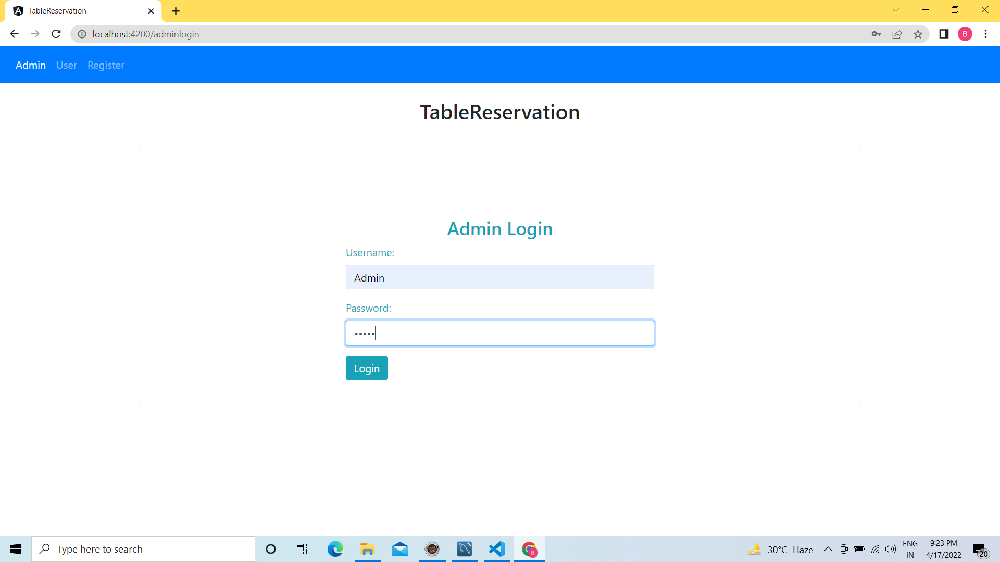 TableReservation
localhost:4200/adminlogin
B
Admin User Register
TableReservation
Admin Login
Username:
Admin
Password:
•••••
Login
Type here to search
B
30°C Haze
ENG
IN
9:23 PM
4/17/2022
20